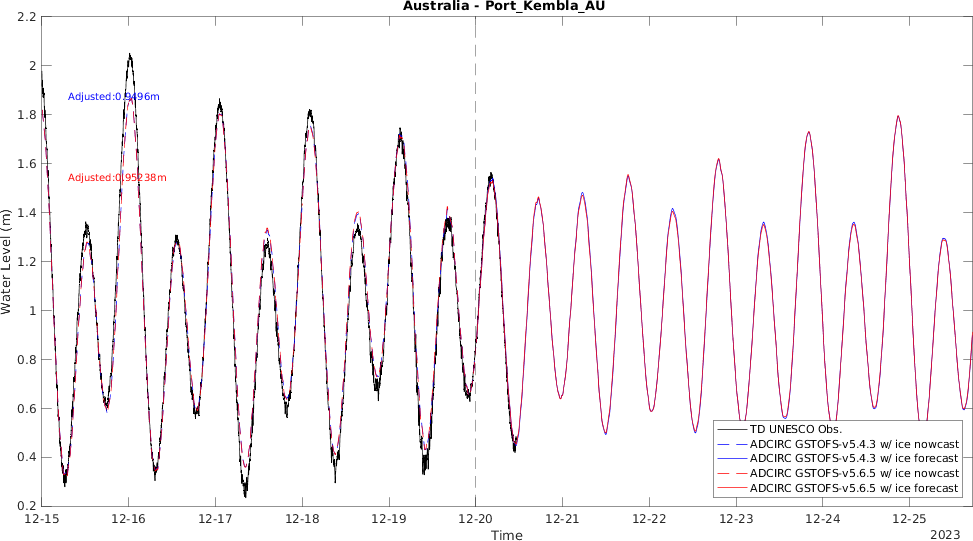 Australia - Port_Kembla_AU
2.2
2
1.8
1.6
1.4
1.2
1
0.8
0.6
0.4
0.2
Water Level (m)
Adjusted:0.9496m
Adjusted:0.95238m
TD UNESCO Obs.
ADCIRC GSTOFS-v5.4.3 w/ ice nowcast
ADCIRC GSTOFS-v5.4.3 w/ ice forecast
ADCIRC GSTOFS-v5.6.5 w/ ice nowcast
ADCIRC GSTOFS-v5.6.5 w/ ice forecast
12-15 12-16 12-17 12-18 12-19 12-20 12-21 12-22 12-23 12-24 12-25
Time
2023